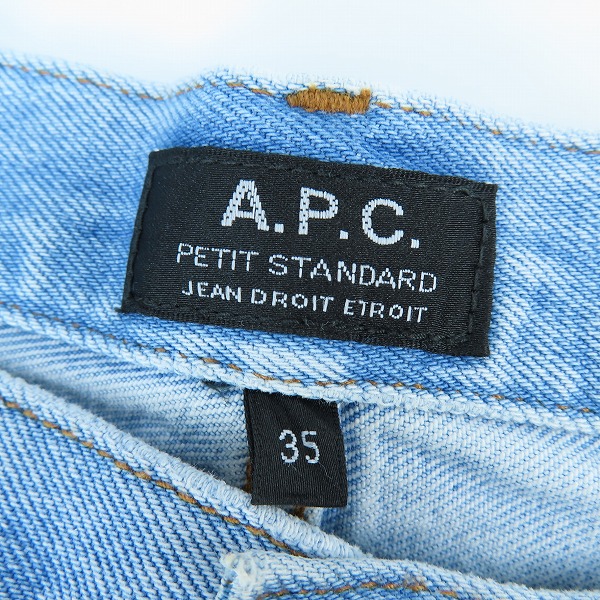 A.P.C.
PETIT STANDARD
JEAN DROIT ETROIT
35